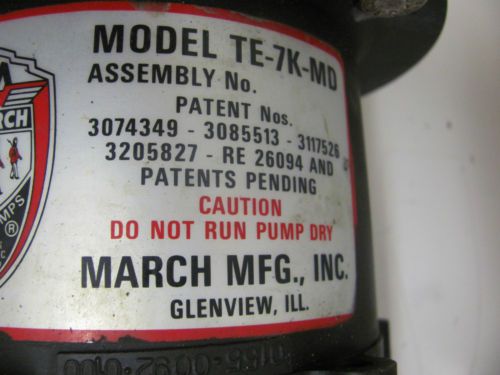 MODEL TE-7K-MD
ASSEMBLY No.
PATENT Nos.
3074349 - 3085513 - 3117526
3205827 - RE 26094 AND
PATENTS PENDING
CAUTION
DO NOT RUN PUMP DRY
MARCH MFG., INC.
GLENVIEW, ILL.